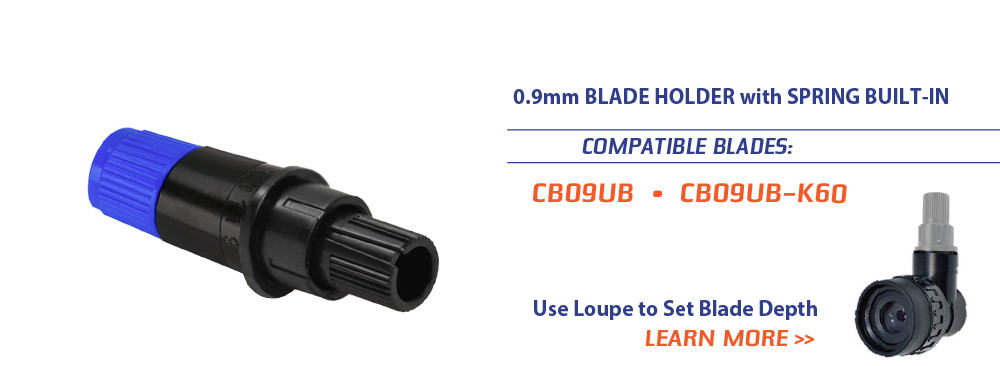 0.9mm BLADE HOLDER with SPRING BUILT-IN
COMPATIBLE BLADES:
CB09UB • CB09UB-K60
Use Loupe to Set Blade Depth
LEARN MORE >>